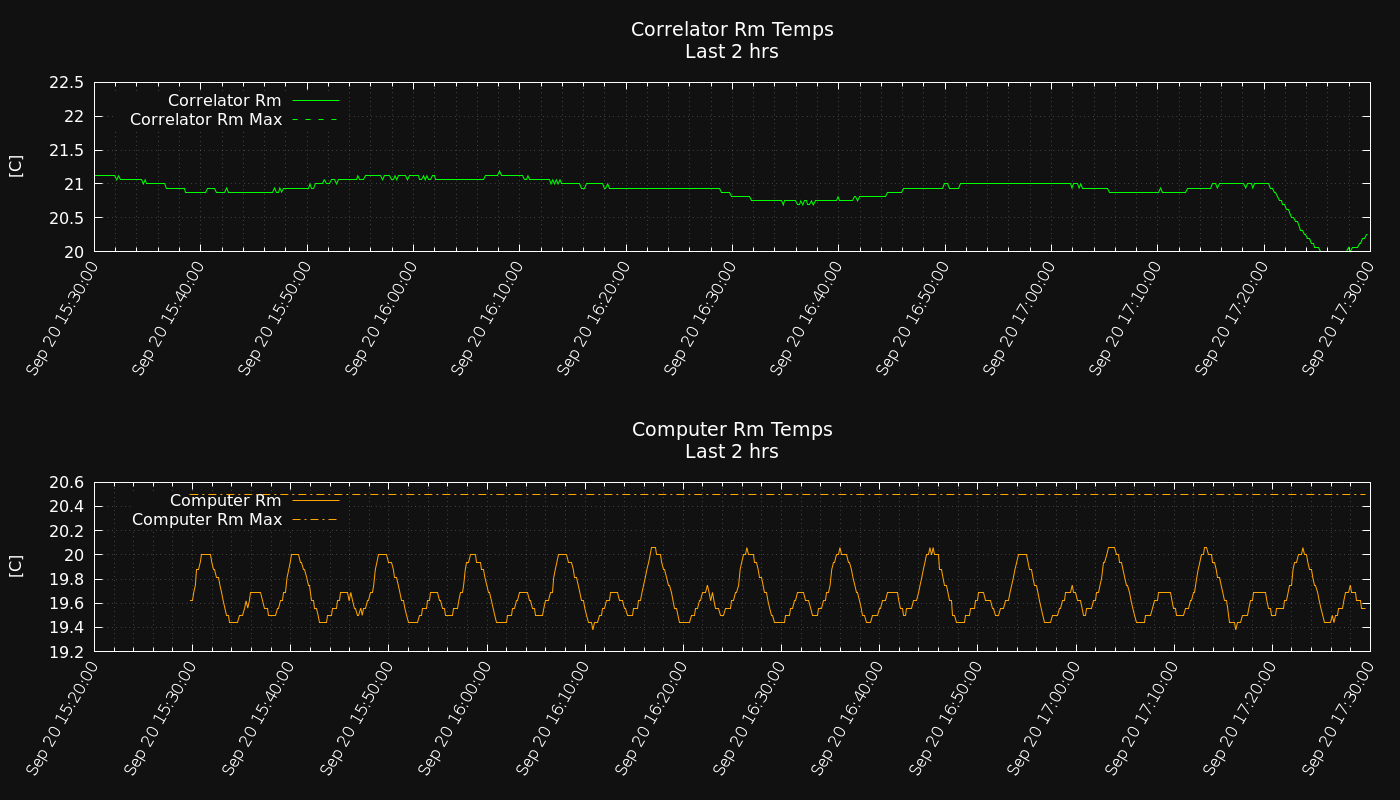 Correlator Rm Temps
Last 2 hrs
22.5
22
21.5
21
20.5
20
[C]
Correlator Rm
Correlator Rm Max
Sep 20 15:30:00
Sep 20 15:40:00
Sep 20 15:50:00
Sep 20 16:00:00
Sep 20 16:10:00
Sep 20 16:20:00
Sep 20 16:30:00
Sep 20 16:40:00
Sep 20 16:50:00
Sep 20 17:00:00
Sep 20 17:10:00
Sep 20 17:20:00
Sep 20 17:30:00
Computer Rm Temps
Last 2 hrs
20.6
20.4
20.2
20
19.8
19.6
19.4
19.2
[C]
Computer Rm
Computer Rm Max
Sep 20 15:20:00
Sep 20 15:30:00
Sep 20 15:40:00
Sep 20 15:50:00
Sep 20 16:00:00
Sep 20 16:10:00
Sep 20 16:20:00
Sep 20 16:30:00
Sep 20 16:40:00
Sep 20 16:50:00
Sep 20 17:00:00
Sep 20 17:10:00
Sep 20 17:20:00
Sep 20 17:30:00